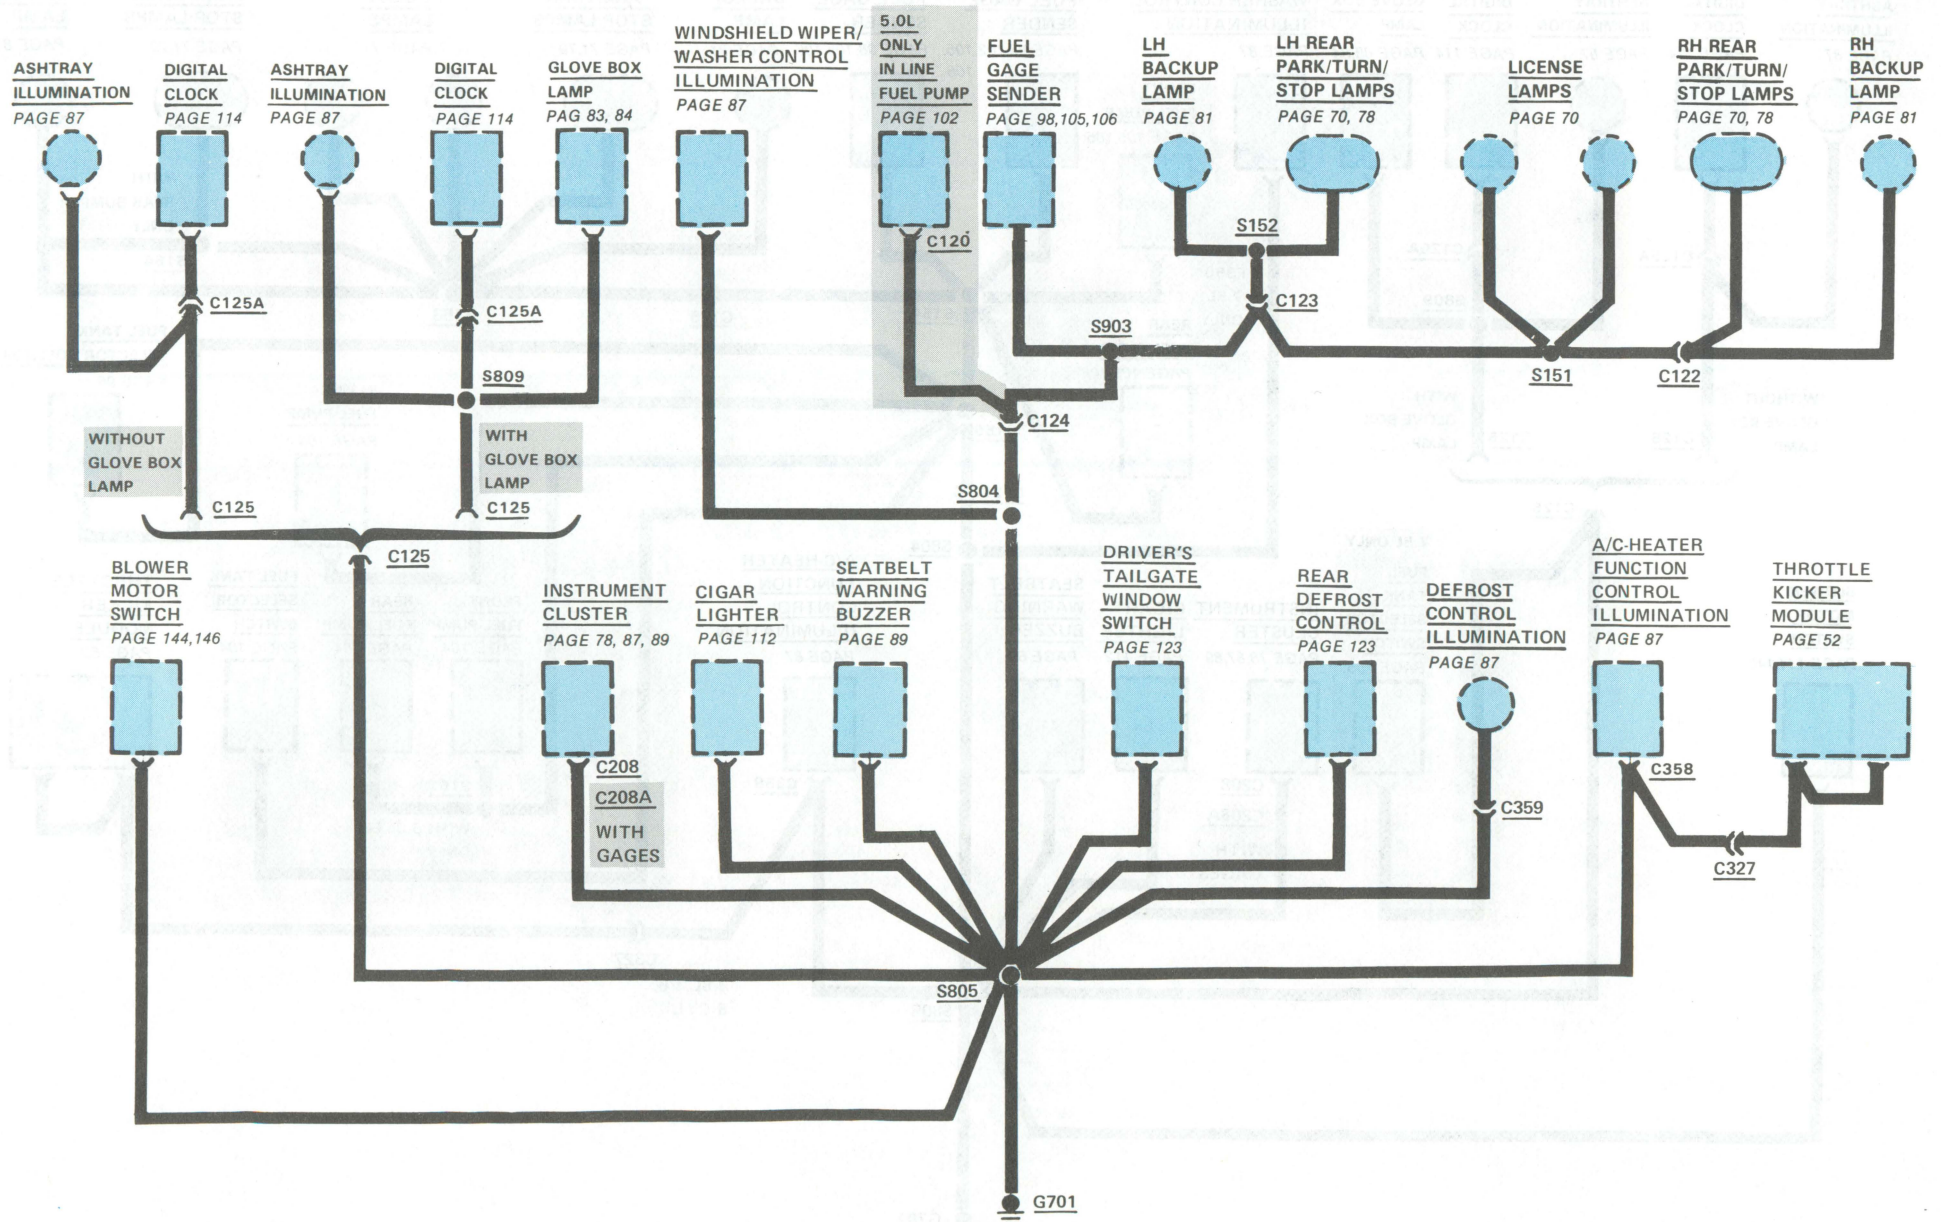 ASHTRAY
ILLUMINATION
PAGE 87
DIGITAL
CLOCK
PAGE 114
ASHTRAY
ILLUMINATION
PAGE 87
DIGITAL
CLOCK
PAGE 114
GLOVE BOX
LAMP
PAG 83, 84
WINDSHIELD WIPER/
WASHER CONTROL
ILLUMINATION
PAGE 87
5.0L
ONLY
IN LINE
FUEL PUMP
PAGE 102
FUEL
GAGE
SENDER
PAGE 98,105,106
LH
BACKUP
LAMP
PAGE 81
LH REAR
PARK/TURN/
STOP LAMPS
PAGE 70, 78
LICENSE
LAMPS
PAGE 70
RH REAR
PARK/TURN/
STOP LAMPS
PAGE 70, 78
RH
BACKUP
LAMP
PAGE 81
C120
S152
C125A
C125A
C123
S903
S809
S151
C122
C124
WITHOUT
GLOVE BOX
LAMP
WITH
GLOVE BOX
LAMP
S804
C125
C125
C125
BLOWER
MOTOR
SWITCH
PAGE 144,146
INSTRUMENT
CLUSTER
PAGE 78, 87, 89
CIGAR
LIGHTER
PAGE 112
SEATBELT
WARNING
BUZZER
PAGE 89
DRIVER'S
TAILGATE
WINDOW
SWITCH
PAGE 123
REAR
DEFROST
CONTROL
PAGE 123
DEFROST
CONTROL
ILLUMINATION
PAGE 87
A/C-HEATER
FUNCTION
CONTROL
ILLUMINATION
PAGE 87
THROTTLE
KICKER
MODULE
PAGE 52
C208
C208A
WITH
GAGES
C358
C359
C327
S805
G701